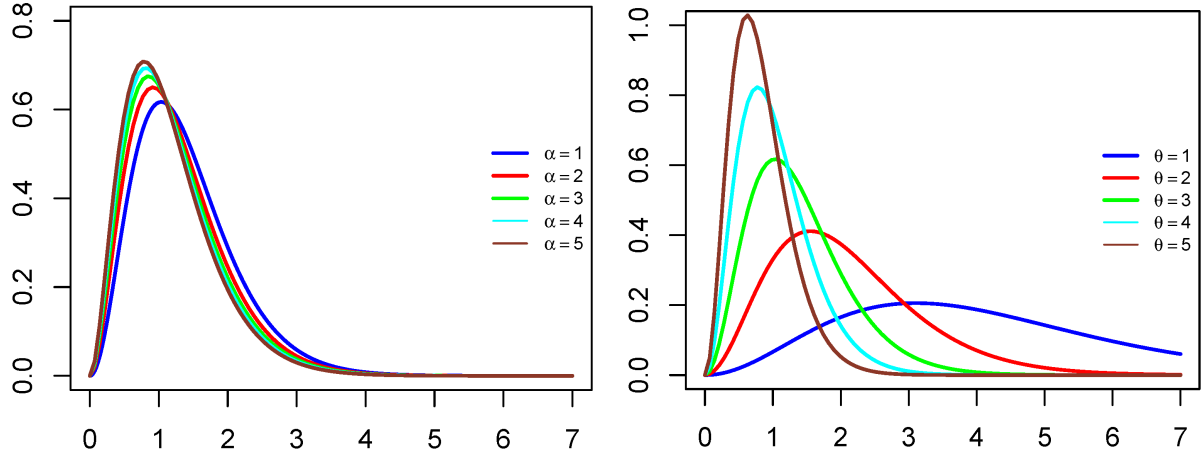 0.8
0.6
0.4
0.2
0.0
α = 1
α = 2
α = 3
α = 4
α = 5
0 1 2 3 4 5 6 7
1.0
0.8
0.6
0.4
0.2
0.0
θ = 1
θ = 2
θ = 3
θ = 4
θ = 5
0 1 2 3 4 5 6 7